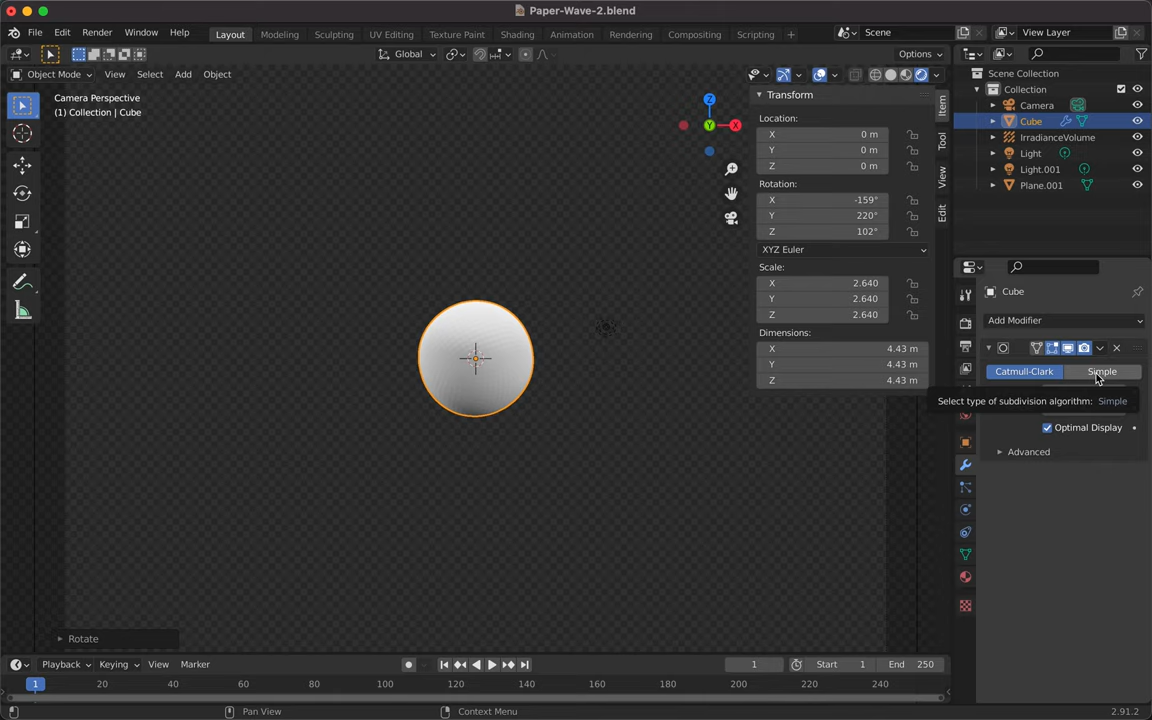 Paper-Wave-2.blend
File Edit Render Window Help
Layout Modeling Sculpting UV Editing Texture Paint Shading Animation Rendering Compositing Scripting +
Scene
View Layer
Global
Options
Object Mode View Select Add Object
Camera Perspective
(1) Collection | Cube
Z
X
Y
Transform
Location:
X 0 m
Y 0 m
Z 0 m
Rotation:
X -159°
Y 220°
Z 102°
XYZ Euler
Scale:
X 2.640
Y 2.640
Z 2.640
Dimensions:
X 4.43 m
Y 4.43 m
Z 4.43 m
Item
Tool
View
Edit
Scene Collection
Collection
Camera
Cube
IrradianceVolume
Light
Light.001
Plane.001
Cube
Add Modifier
Catmull-Clark Simple
Select type of subdivision algorithm: Simple
Optimal Display
Advanced
Rotate
Playback Keying View Marker
1
Start 1
End 250
1 20 40 60 80 100 120 140 160 180 200 220 240
Pan View
Context Menu
2.91.2